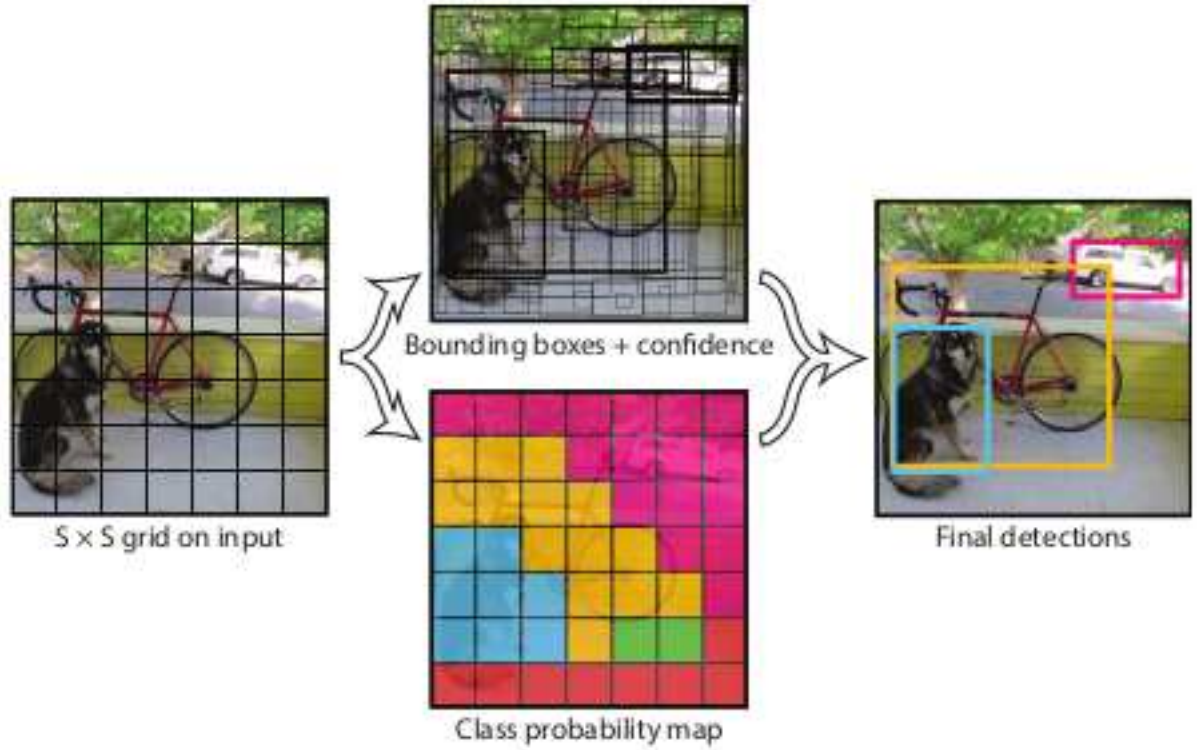 S × S grid on input
Bounding boxes + confidence
Class probability map
Final detections